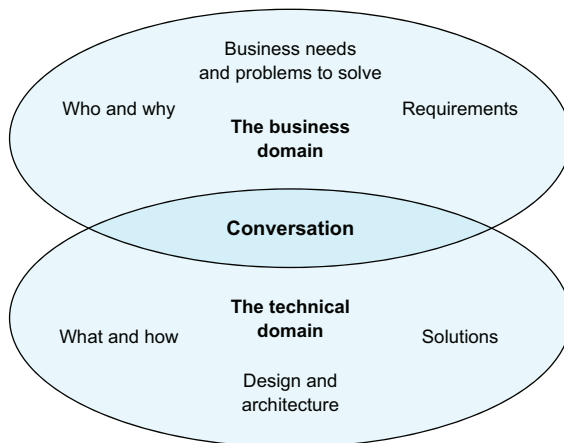 Business needs
and problems to solve
Who and why
Requirements
The business
domain
Conversation
The technical
domain
What and how
Solutions
Design and
architecture